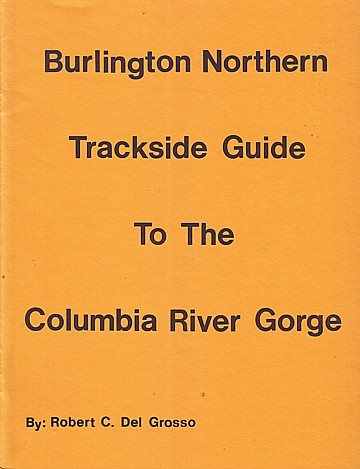 Burlington Northern
Trackside Guide
To The
Columbia River Gorge
By: Robert C. Del Grosso